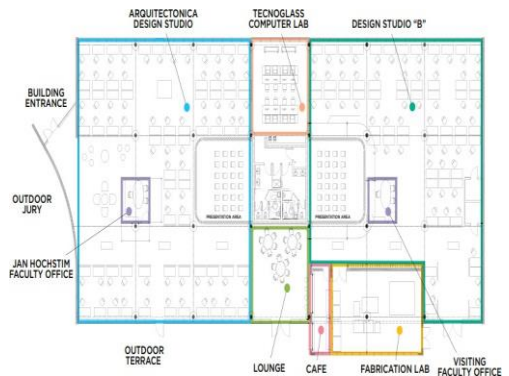 ARQUITECTONICA
DESIGN STUDIO
TECNOGLASS
COMPUTER LAB
DESIGN STUDIO "B"
BUILDING
ENTRANCE
OUTDOOR
JURY
PRESENTATION AREA
PRESENTATION AREA
JAN HOCHSTIM
FACULTY OFFICE
OUTDOOR
TERRACE
LOUNGE
CAFE
FABRICATION LAB
VISITING
FACULTY OFFICE